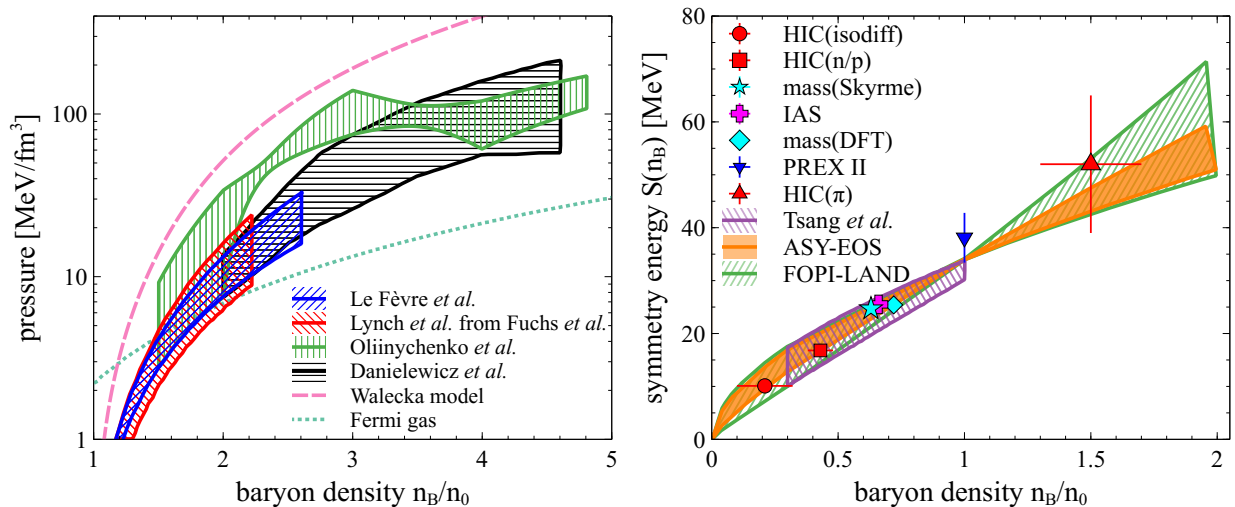 pressure [MeV/fm³]
100
10
1
Le Fèvre et al.
Lynch et al. from Fuchs et al.
Oliinychenko et al.
Danielewicz et al.
Walecka model
Fermi gas
1 2 3 4 5
baryon density n_B/n_0
symmetry energy S(n_B) [MeV]
80
60
40
20
0
HIC(isodiff)
HIC(n/p)
mass(Skyrme)
IAS
mass(DFT)
PREX II
HIC(π)
Tsang et al.
ASY-EOS
FOPI-LAND
0 0.5 1 1.5 2
baryon density n_B/n_0